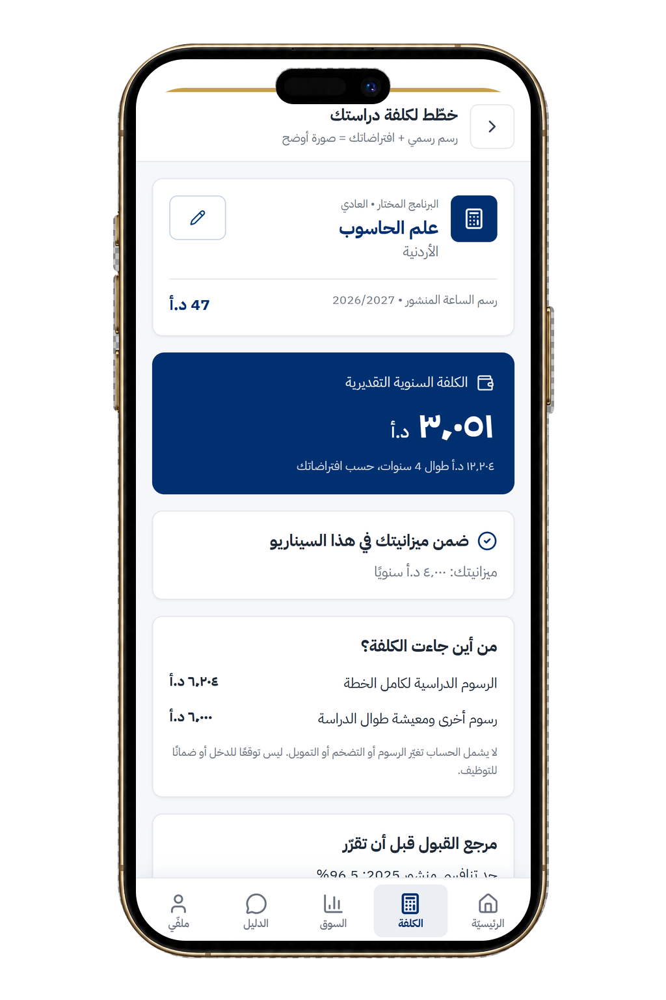 خطّط لكلفة دراستك
رسم رسمي + افتراضاتك = صورة أوضح
البرنامج المختار • العادي
علم الحاسوب
الأردنية
رسم الساعة المنشور • 2026/2027
47 د.أ
الكلفة السنوية التقديرية
٣,٠٥١ د.أ
١٢,٢٠٤ د.أ طوال 4 سنوات، حسب افتراضاتك
ضمن ميزانيتك في هذا السيناريو
ميزانيتك: ٤,٠٠٠ د.أ سنويًا
من أين جاءت الكلفة؟
الرسوم الدراسية لكامل الخطة
٦,٢٠٤ د.أ
رسوم أخرى ومعيشة طوال الدراسة
٦,٠٠٠ د.أ
لا يشمل الحساب تغيّر الرسوم أو التضخم أو التمويل. ليس توقعًا للدخل أو ضمانًا
للتوظيف.
مرجع القبول قبل أن تقرّر
حد تنافسي منشور 2025: 96.5%
الرئيسيّة
الكلفة
السوق
الدليل
ملفّي